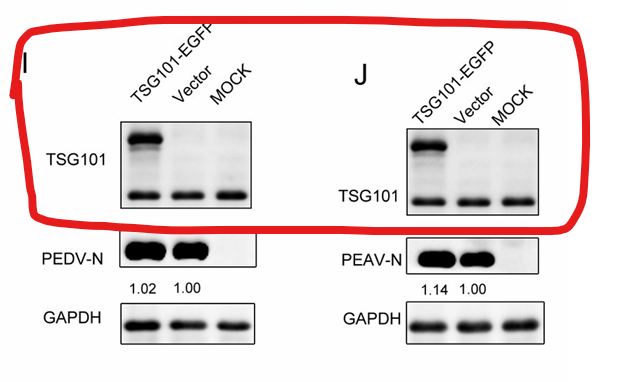 I
TSG101-EGFP
Vector
MOCK
TSG101
PEDV-N
1.02 1.00
GAPDH
J
TSG101-EGFP
Vector
MOCK
TSG101
PEAV-N
1.14 1.00
GAPDH